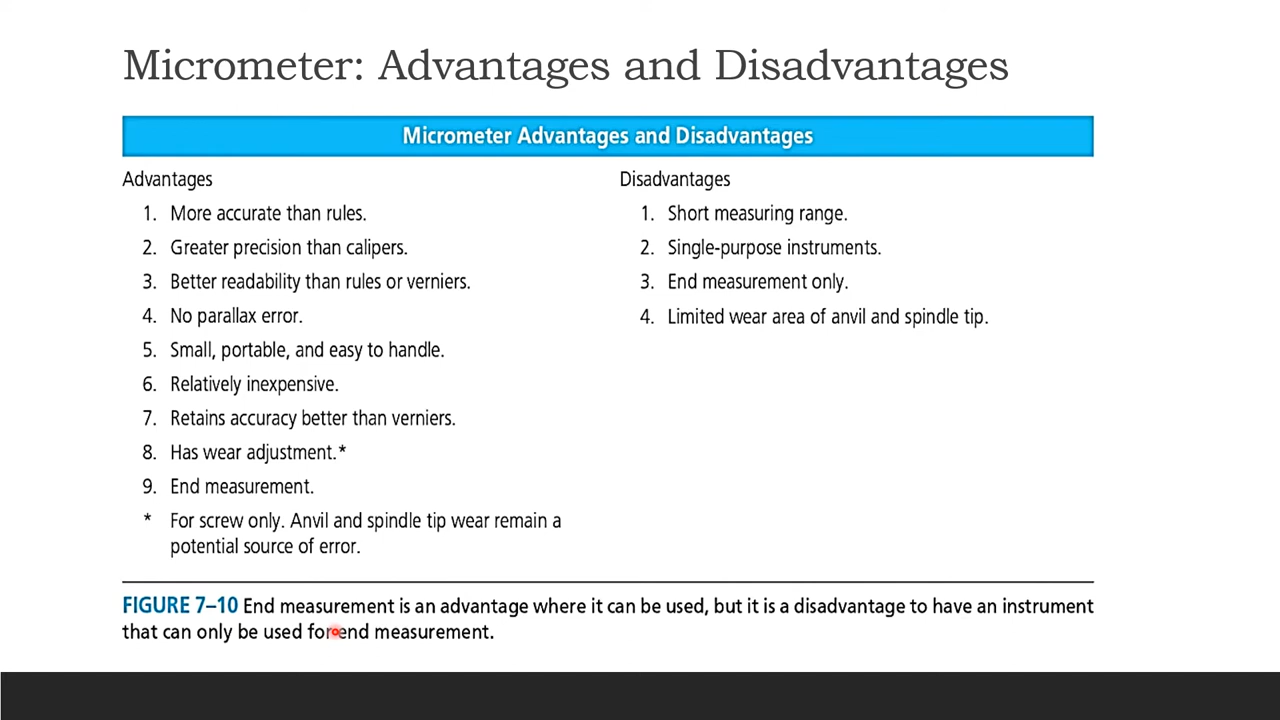 Micrometer: Advantages and Disadvantages
Micrometer Advantages and Disadvantages
Advantages
1. More accurate than rules.
2. Greater precision than calipers.
3. Better readability than rules or verniers.
4. No parallax error.
5. Small, portable, and easy to handle.
6. Relatively inexpensive.
7. Retains accuracy better than verniers.
8. Has wear adjustment.*
9. End measurement.
* For screw only. Anvil and spindle tip wear remain a
potential source of error.
Disadvantages
1. Short measuring range.
2. Single-purpose instruments.
3. End measurement only.
4. Limited wear area of anvil and spindle tip.
FIGURE 7–10 End measurement is an advantage where it can be used, but it is a disadvantage to have an instrument
that can only be used for end measurement.